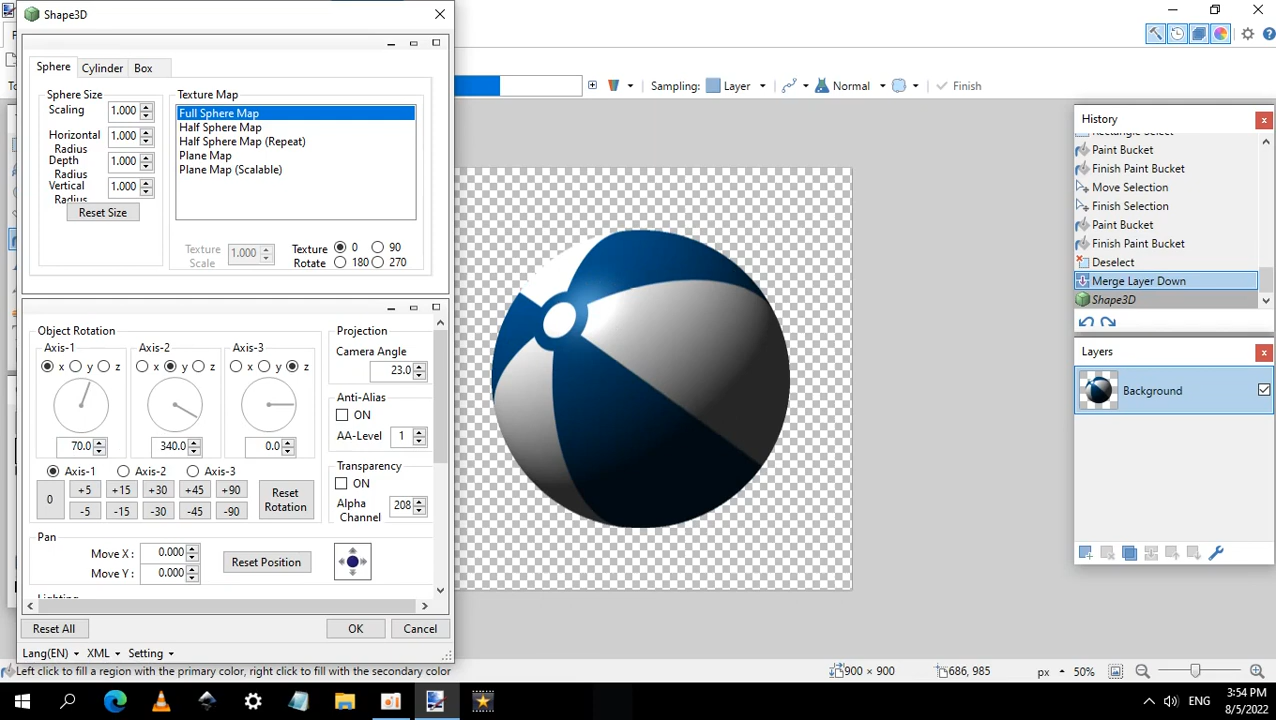 Shape3D
Sphere Cylinder Box
Sphere Size
Scaling 1.000
Horizontal Radius 1.000
Depth Radius 1.000
Vertical Radius 1.000
Reset Size
Texture Map
Full Sphere Map
Half Sphere Map
Half Sphere Map (Repeat)
Plane Map
Plane Map (Scalable)
Texture Scale 1.000
Texture Rotate 0 90 180 270
Object Rotation
Axis-1 Axis-2 Axis-3
x y z x y z x y z
70.0 340.0 0.0
Axis-1 Axis-2 Axis-3
0 +5 +15 +30 +45 +90
-5 -15 -30 -45 -90
Reset Rotation
Projection
Camera Angle
23.0
Anti-Alias
ON
AA-Level 1
Transparency
ON
Alpha Channel 208
Pan
Move X : 0.000
Move Y : 0.000
Reset Position
Lighting
Reset All OK Cancel
Lang(EN) XML Setting
Sampling: Layer Normal Finish
History
Rectangle Select
Paint Bucket
Finish Paint Bucket
Move Selection
Finish Selection
Paint Bucket
Finish Paint Bucket
Deselect
Merge Layer Down
Shape3D
Layers
Background
Left click to fill a region with the primary color, right click to fill with the secondary color
900 × 900 686, 985 px 50%
ENG 3:54 PM
8/5/2022